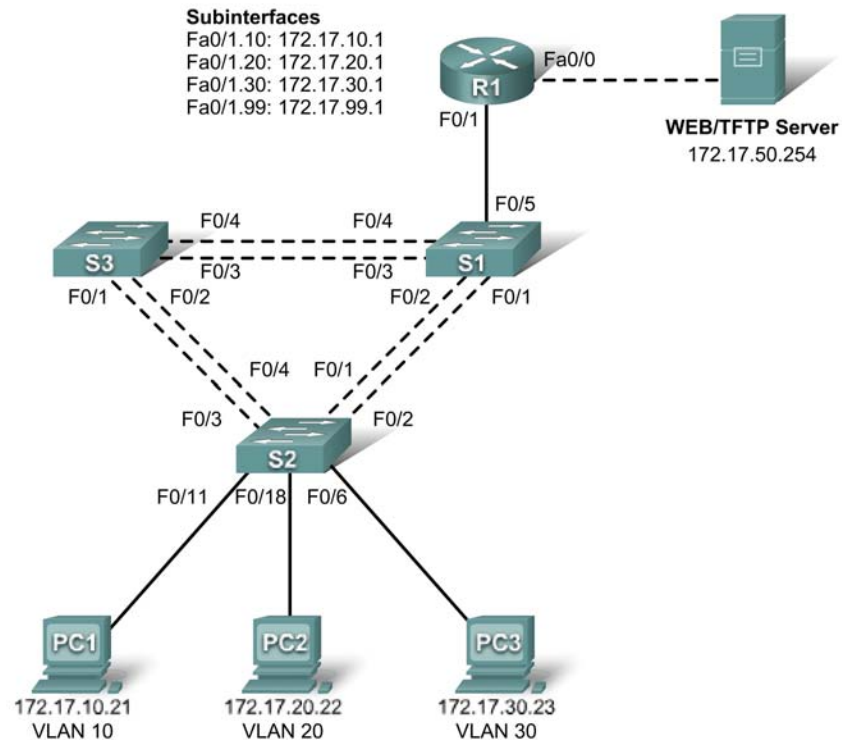 Subinterfaces
Fa0/1.10: 172.17.10.1
Fa0/1.20: 172.17.20.1
Fa0/1.30: 172.17.30.1
Fa0/1.99: 172.17.99.1
R1
Fa0/0
F0/1
WEB/TFTP Server
172.17.50.254
F0/5
F0/4
F0/4
S3
S1
F0/3
F0/3
F0/1
F0/2
F0/2
F0/1
F0/4
F0/1
F0/3
F0/2
S2
F0/11
F0/18
F0/6
PC1
PC2
PC3
172.17.10.21
172.17.20.22
172.17.30.23
VLAN 10
VLAN 20
VLAN 30